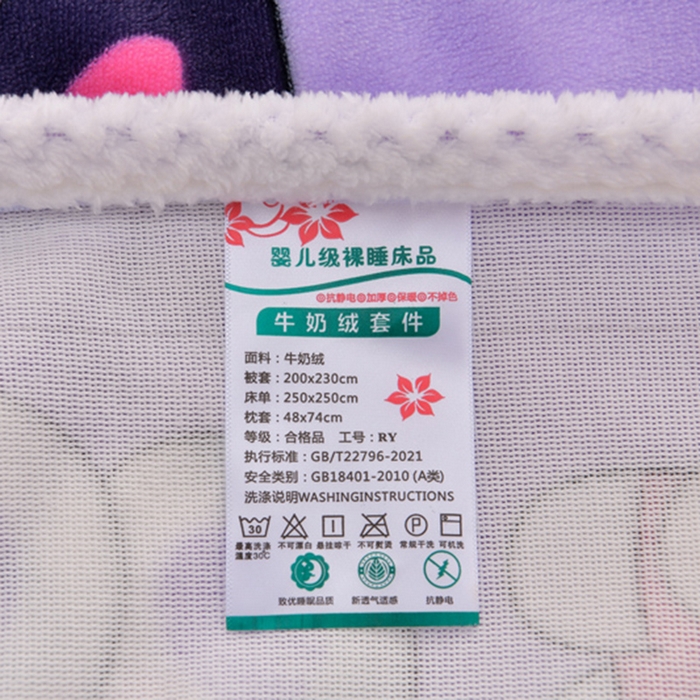 婴儿级裸睡床品
抗静电加厚保暖不掉色
牛奶绒套件
面料：牛奶绒
被套：200x230cm
床单：250x250cm
枕套：48x74cm
等级：合格品 工号：RY
执行标准：GB/T22796-2021
安全类别：GB18401-2010 (A类)
洗涤说明WASHINGINSTRUCTIONS
30 P
最高洗涤温度30C 不可漂白 悬挂晾干 不可熨烫 常规干洗 可机洗
致优睡眠品质 新透气适感 抗静电